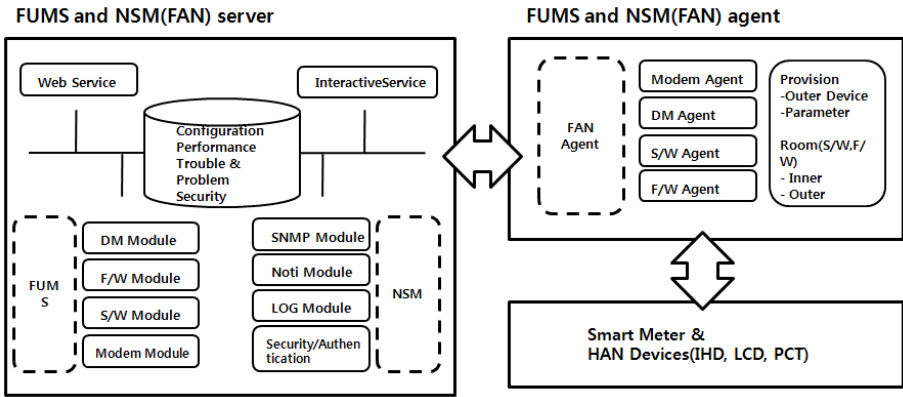 FUMS and NSM(FAN) server
Web Service
InteractiveService
Configuration
Performance
Trouble &
Problem
Security
FUM
S
DM Module
F/W Module
S/W Module
Modem Module
SNMP Module
Noti Module
LOG Module
Security/Authen
tication
NSM
FUMS and NSM(FAN) agent
FAN
Agent
Modem Agent
DM Agent
S/W Agent
F/W Agent
Provision
-Outer Device
-Parameter
Room(S/W,F/
W)
- Inner
- Outer
Smart Meter &
HAN Devices(IHD, LCD, PCT)